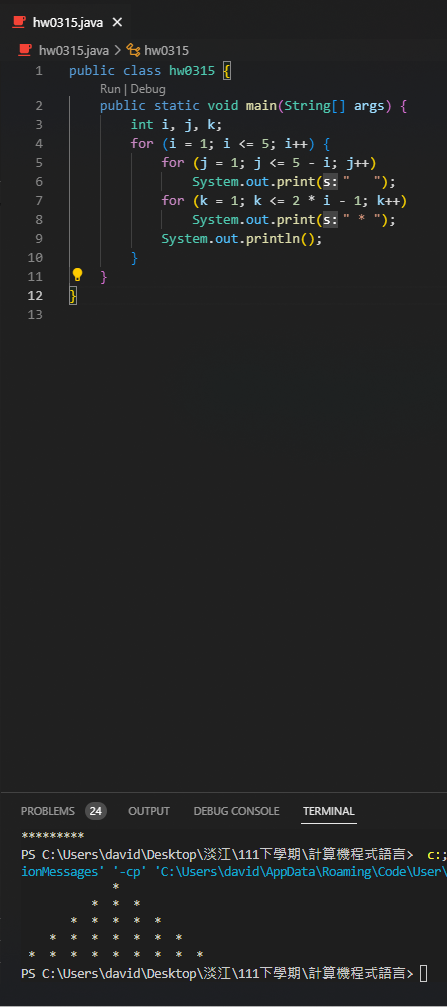 hw0315.java ×
hw0315.java > hw0315
1 public class hw0315 {
Run | Debug
2     public static void main(String[] args) {
3         int i, j, k;
4         for (i = 1; i <= 5; i++) {
5             for (j = 1; j <= 5 - i; j++)
6                 System.out.print(s:"   ");
7             for (k = 1; k <= 2 * i - 1; k++)
8                 System.out.print(s:" * ");
9             System.out.println();
10         }
11     }
12 }
13
PROBLEMS 24 OUTPUT DEBUG CONSOLE TERMINAL
*********
PS C:\Users\david\Desktop\淡江\111下學期\計算機程式語言> c:;
ionMessages' '-cp' 'C:\Users\david\AppData\Roaming\Code\User\
             *
          *  *  *
       *  *  *  *  *
    *  *  *  *  *  *  *
 *  *  *  *  *  *  *  *  *
PS C:\Users\david\Desktop\淡江\111下學期\計算機程式語言>